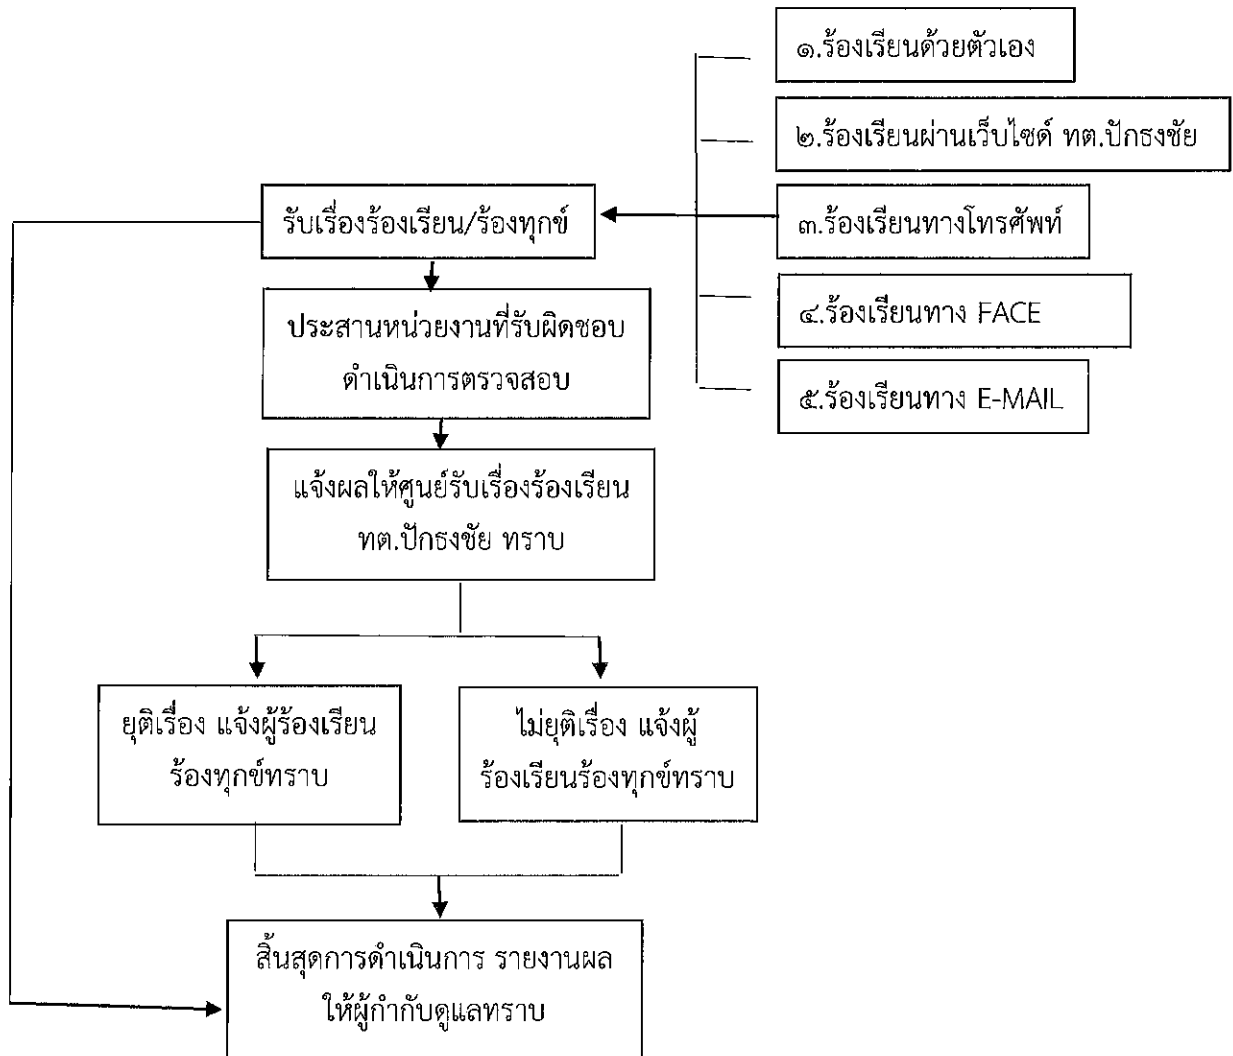 ๑.ร้องเรียนด้วยตัวเอง
๒.ร้องเรียนผ่านเว็บไซด์ ทต.ปักธงชัย
รับเรื่องร้องเรียน/ร้องทุกข์
๓.ร้องเรียนทางโทรศัพท์
๔.ร้องเรียนทาง FACE
๕.ร้องเรียนทาง E-MAIL
ประสานหน่วยงานที่รับผิดชอบ
ดำเนินการตรวจสอบ
แจ้งผลให้ศูนย์รับเรื่องร้องเรียน
ทต.ปักธงชัย ทราบ
ยุติเรื่อง แจ้งผู้ร้องเรียน
ร้องทุกข์ทราบ
ไม่ยุติเรื่อง แจ้งผู้
ร้องเรียนร้องทุกข์ทราบ
สิ้นสุดการดำเนินการ รายงานผล
ให้ผู้กำกับดูแลทราบ